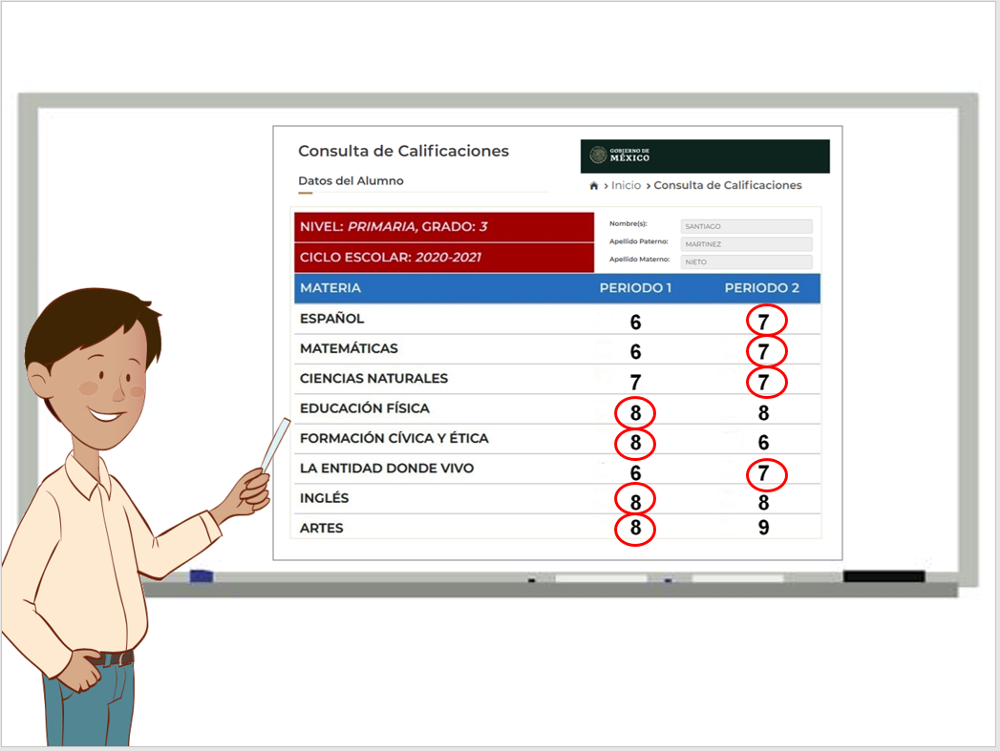 Consulta de Calificaciones
GOBIERNO DE
MÉXICO
Datos del Alumno
> Inicio > Consulta de Calificaciones
NIVEL: PRIMARIA, GRADO: 3
CICLO ESCOLAR: 2020-2021
Nombre(s): SANTIAGO
Apellido Paterno: MARTINEZ
Apellido Materno: NIETO
MATERIA PERIODO 1 PERIODO 2
ESPAÑOL 6 7
MATEMÁTICAS 6 7
CIENCIAS NATURALES 7 7
EDUCACIÓN FÍSICA 8 8
FORMACIÓN CÍVICA Y ÉTICA 8 6
LA ENTIDAD DONDE VIVO 6 7
INGLÉS 8 8
ARTES 8 9